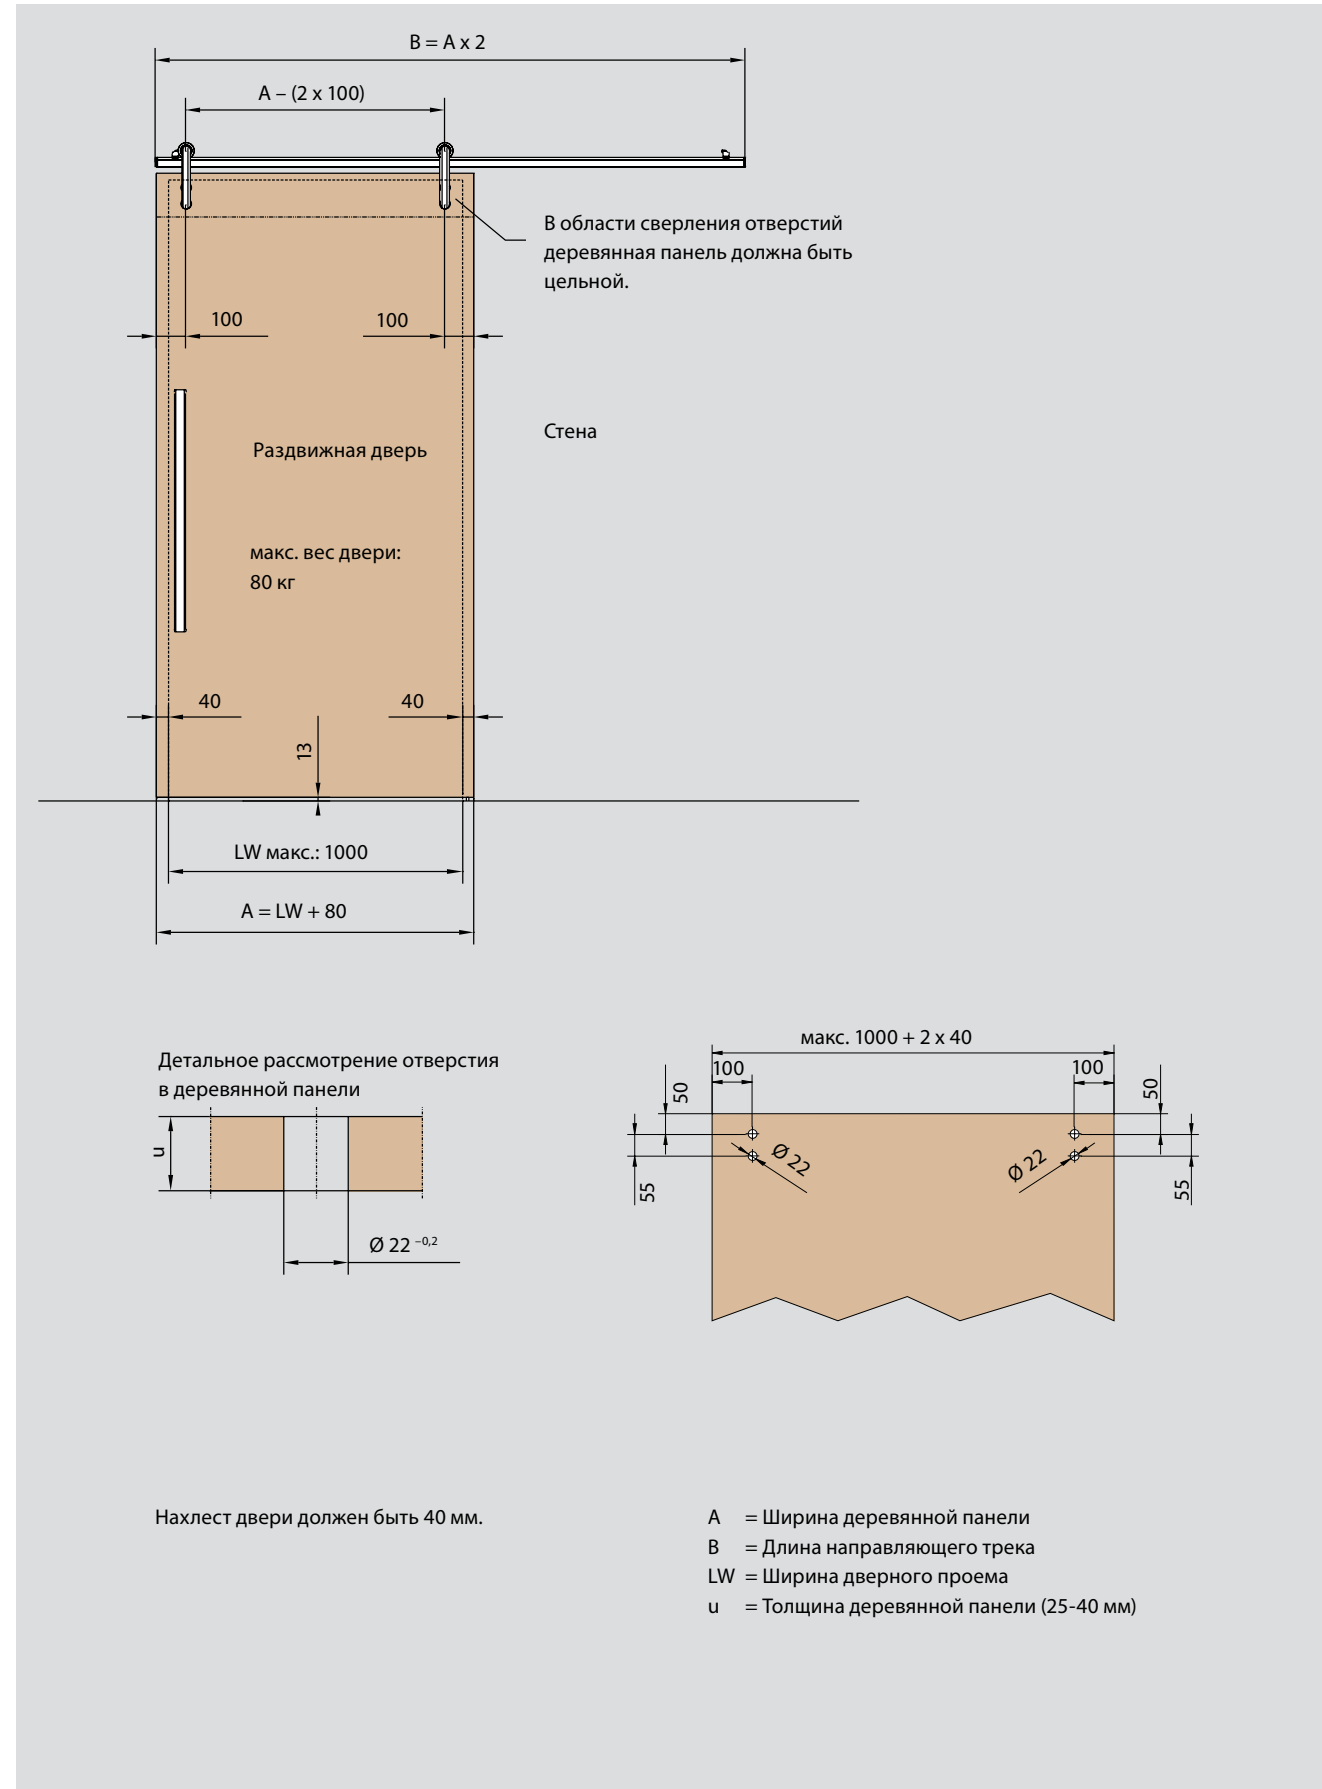 B = A x 2
A – (2 x 100)
В области сверления отверстий
деревянная панель должна быть
цельной.
100
100
Стена
Раздвижная дверь
макс. вес двери:
80 кг
40
40
13
LW макс.: 1000
A = LW + 80
Детальное рассмотрение отверстия
в деревянной панели
u
Ø 22 –0,2
макс. 1000 + 2 x 40
100
100
50
50
Ø 22
Ø 22
55
55
Нахлест двери должен быть 40 мм.
A = Ширина деревянной панели
B = Длина направляющего трека
LW = Ширина дверного проема
u = Толщина деревянной панели (25-40 мм)